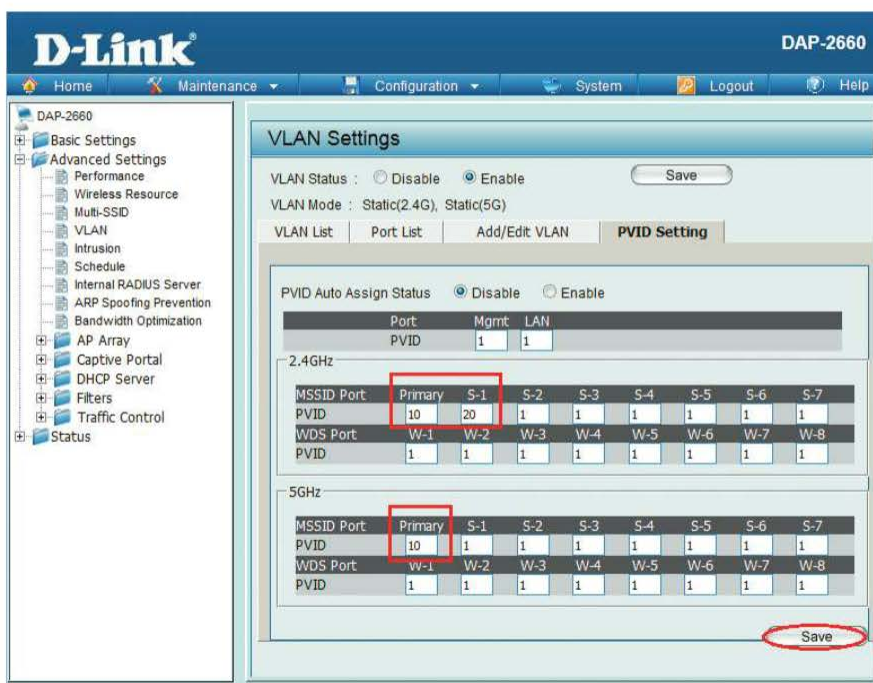 D-Link
DAP-2660
Home Maintenance Configuration System Logout Help
DAP-2660
Basic Settings
Advanced Settings
Performance
Wireless Resource
Multi-SSID
VLAN
Intrusion
Schedule
Internal RADIUS Server
ARP Spoofing Prevention
Bandwidth Optimization
AP Array
Captive Portal
DHCP Server
Filters
Traffic Control
Status
VLAN Settings
VLAN Status : Disable Enable Save
VLAN Mode : Static(2.4G), Static(5G)
VLAN List Port List Add/Edit VLAN PVID Setting
PVID Auto Assign Status Disable Enable
Port Mgmt LAN
PVID 1 1
2.4GHz
MSSID Port Primary S-1 S-2 S-3 S-4 S-5 S-6 S-7
PVID 10 20 1 1 1 1 1 1
WDS Port W-1 W-2 W-3 W-4 W-5 W-6 W-7 W-8
PVID 1 1 1 1 1 1 1 1
5GHz
MSSID Port Primary S-1 S-2 S-3 S-4 S-5 S-6 S-7
PVID 10 1 1 1 1 1 1 1
WDS Port W-1 W-2 W-3 W-4 W-5 W-6 W-7 W-8
PVID 1 1 1 1 1 1 1 1
Save